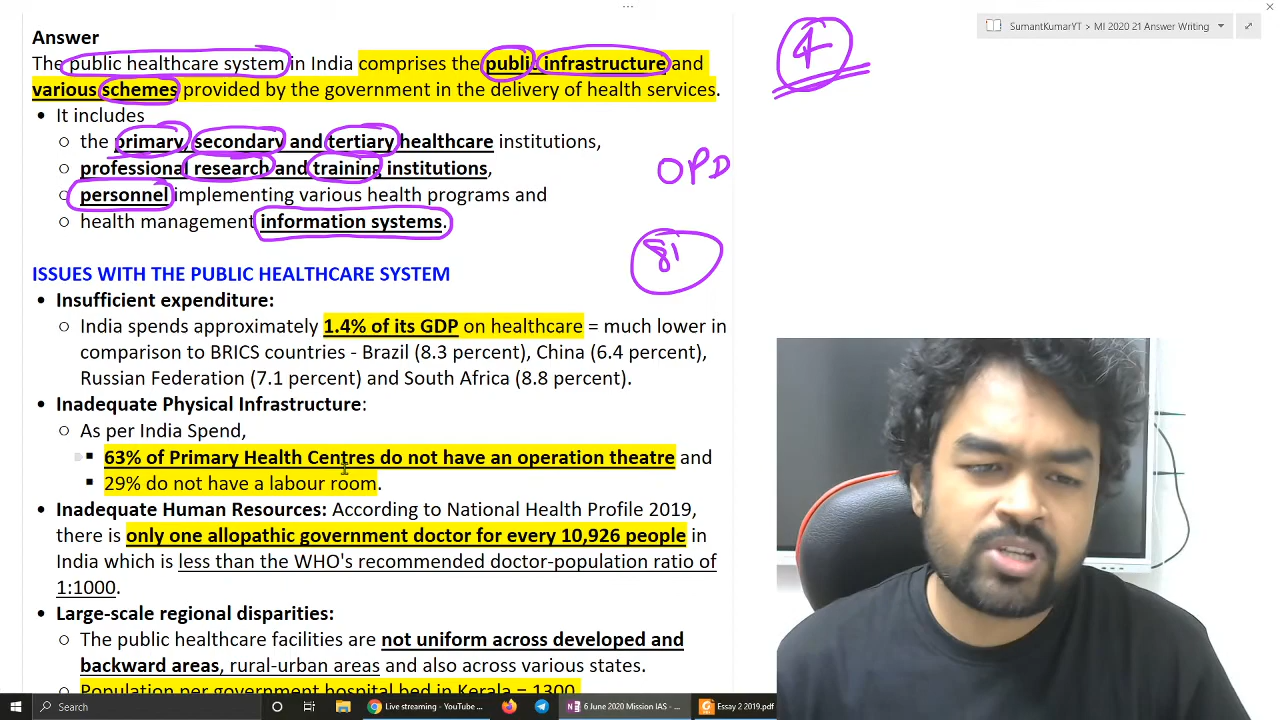 SumantKumarYT > MI 2020 21 Answer Writing
4
Answer
The public healthcare system in India comprises the public infrastructure and
various schemes provided by the government in the delivery of health services.
• It includes
○ the primary, secondary and tertiary healthcare institutions,
○ professional research and training institutions,
○ personnel implementing various health programs and
○ health management information systems.
OPD
81
ISSUES WITH THE PUBLIC HEALTHCARE SYSTEM
• Insufficient expenditure:
○ India spends approximately 1.4% of its GDP on healthcare = much lower in
comparison to BRICS countries - Brazil (8.3 percent), China (6.4 percent),
Russian Federation (7.1 percent) and South Africa (8.8 percent).
• Inadequate Physical Infrastructure:
○ As per India Spend,
▪ 63% of Primary Health Centres do not have an operation theatre and
▪ 29% do not have a labour room.
• Inadequate Human Resources: According to National Health Profile 2019,
there is only one allopathic government doctor for every 10,926 people in
India which is less than the WHO's recommended doctor-population ratio of
1:1000.
• Large-scale regional disparities:
○ The public healthcare facilities are not uniform across developed and
backward areas, rural-urban areas and also across various states.
○ Population per government hospital bed in Kerala = 1300
Search
Live streaming - YouTube ...
6 June 2020 Mission IAS - ...
Essay 2 2019.pdf